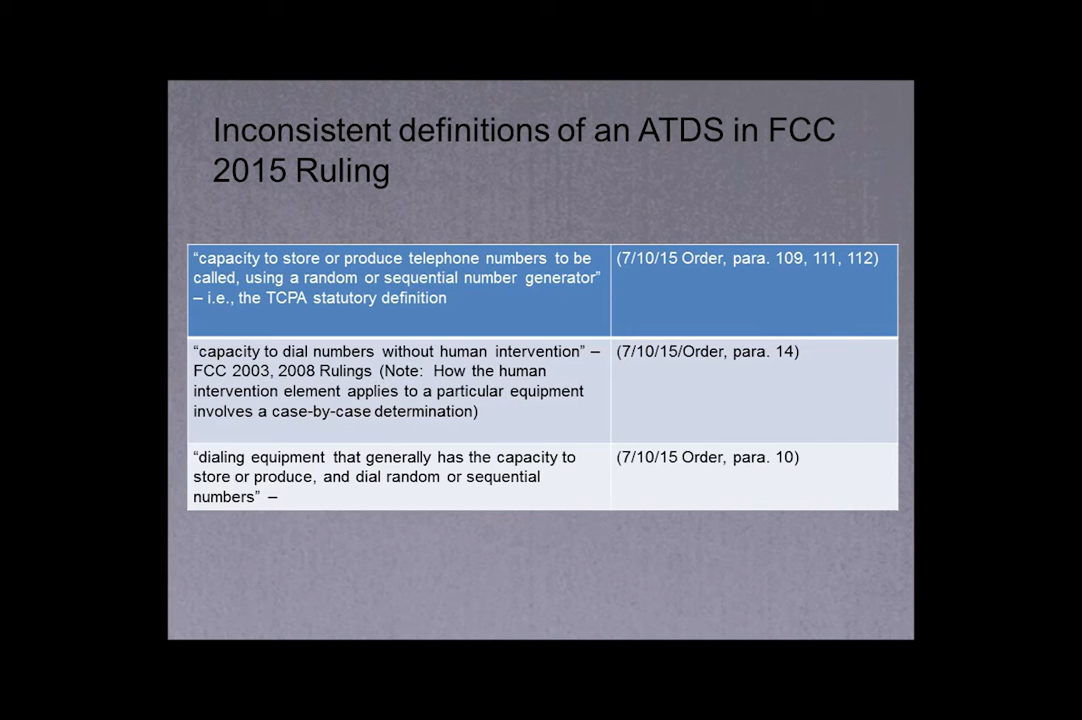 Inconsistent definitions of an ATDS in FCC
2015 Ruling
“capacity to store or produce telephone numbers to be
called, using a random or sequential number generator”
– i.e., the TCPA statutory definition
(7/10/15 Order, para. 109, 111, 112)
“capacity to dial numbers without human intervention” –
FCC 2003, 2008 Rulings (Note: How the human
intervention element applies to a particular equipment
involves a case-by-case determination)
(7/10/15/Order, para. 14)
“dialing equipment that generally has the capacity to
store or produce, and dial random or sequential
numbers” –
(7/10/15 Order, para. 10)